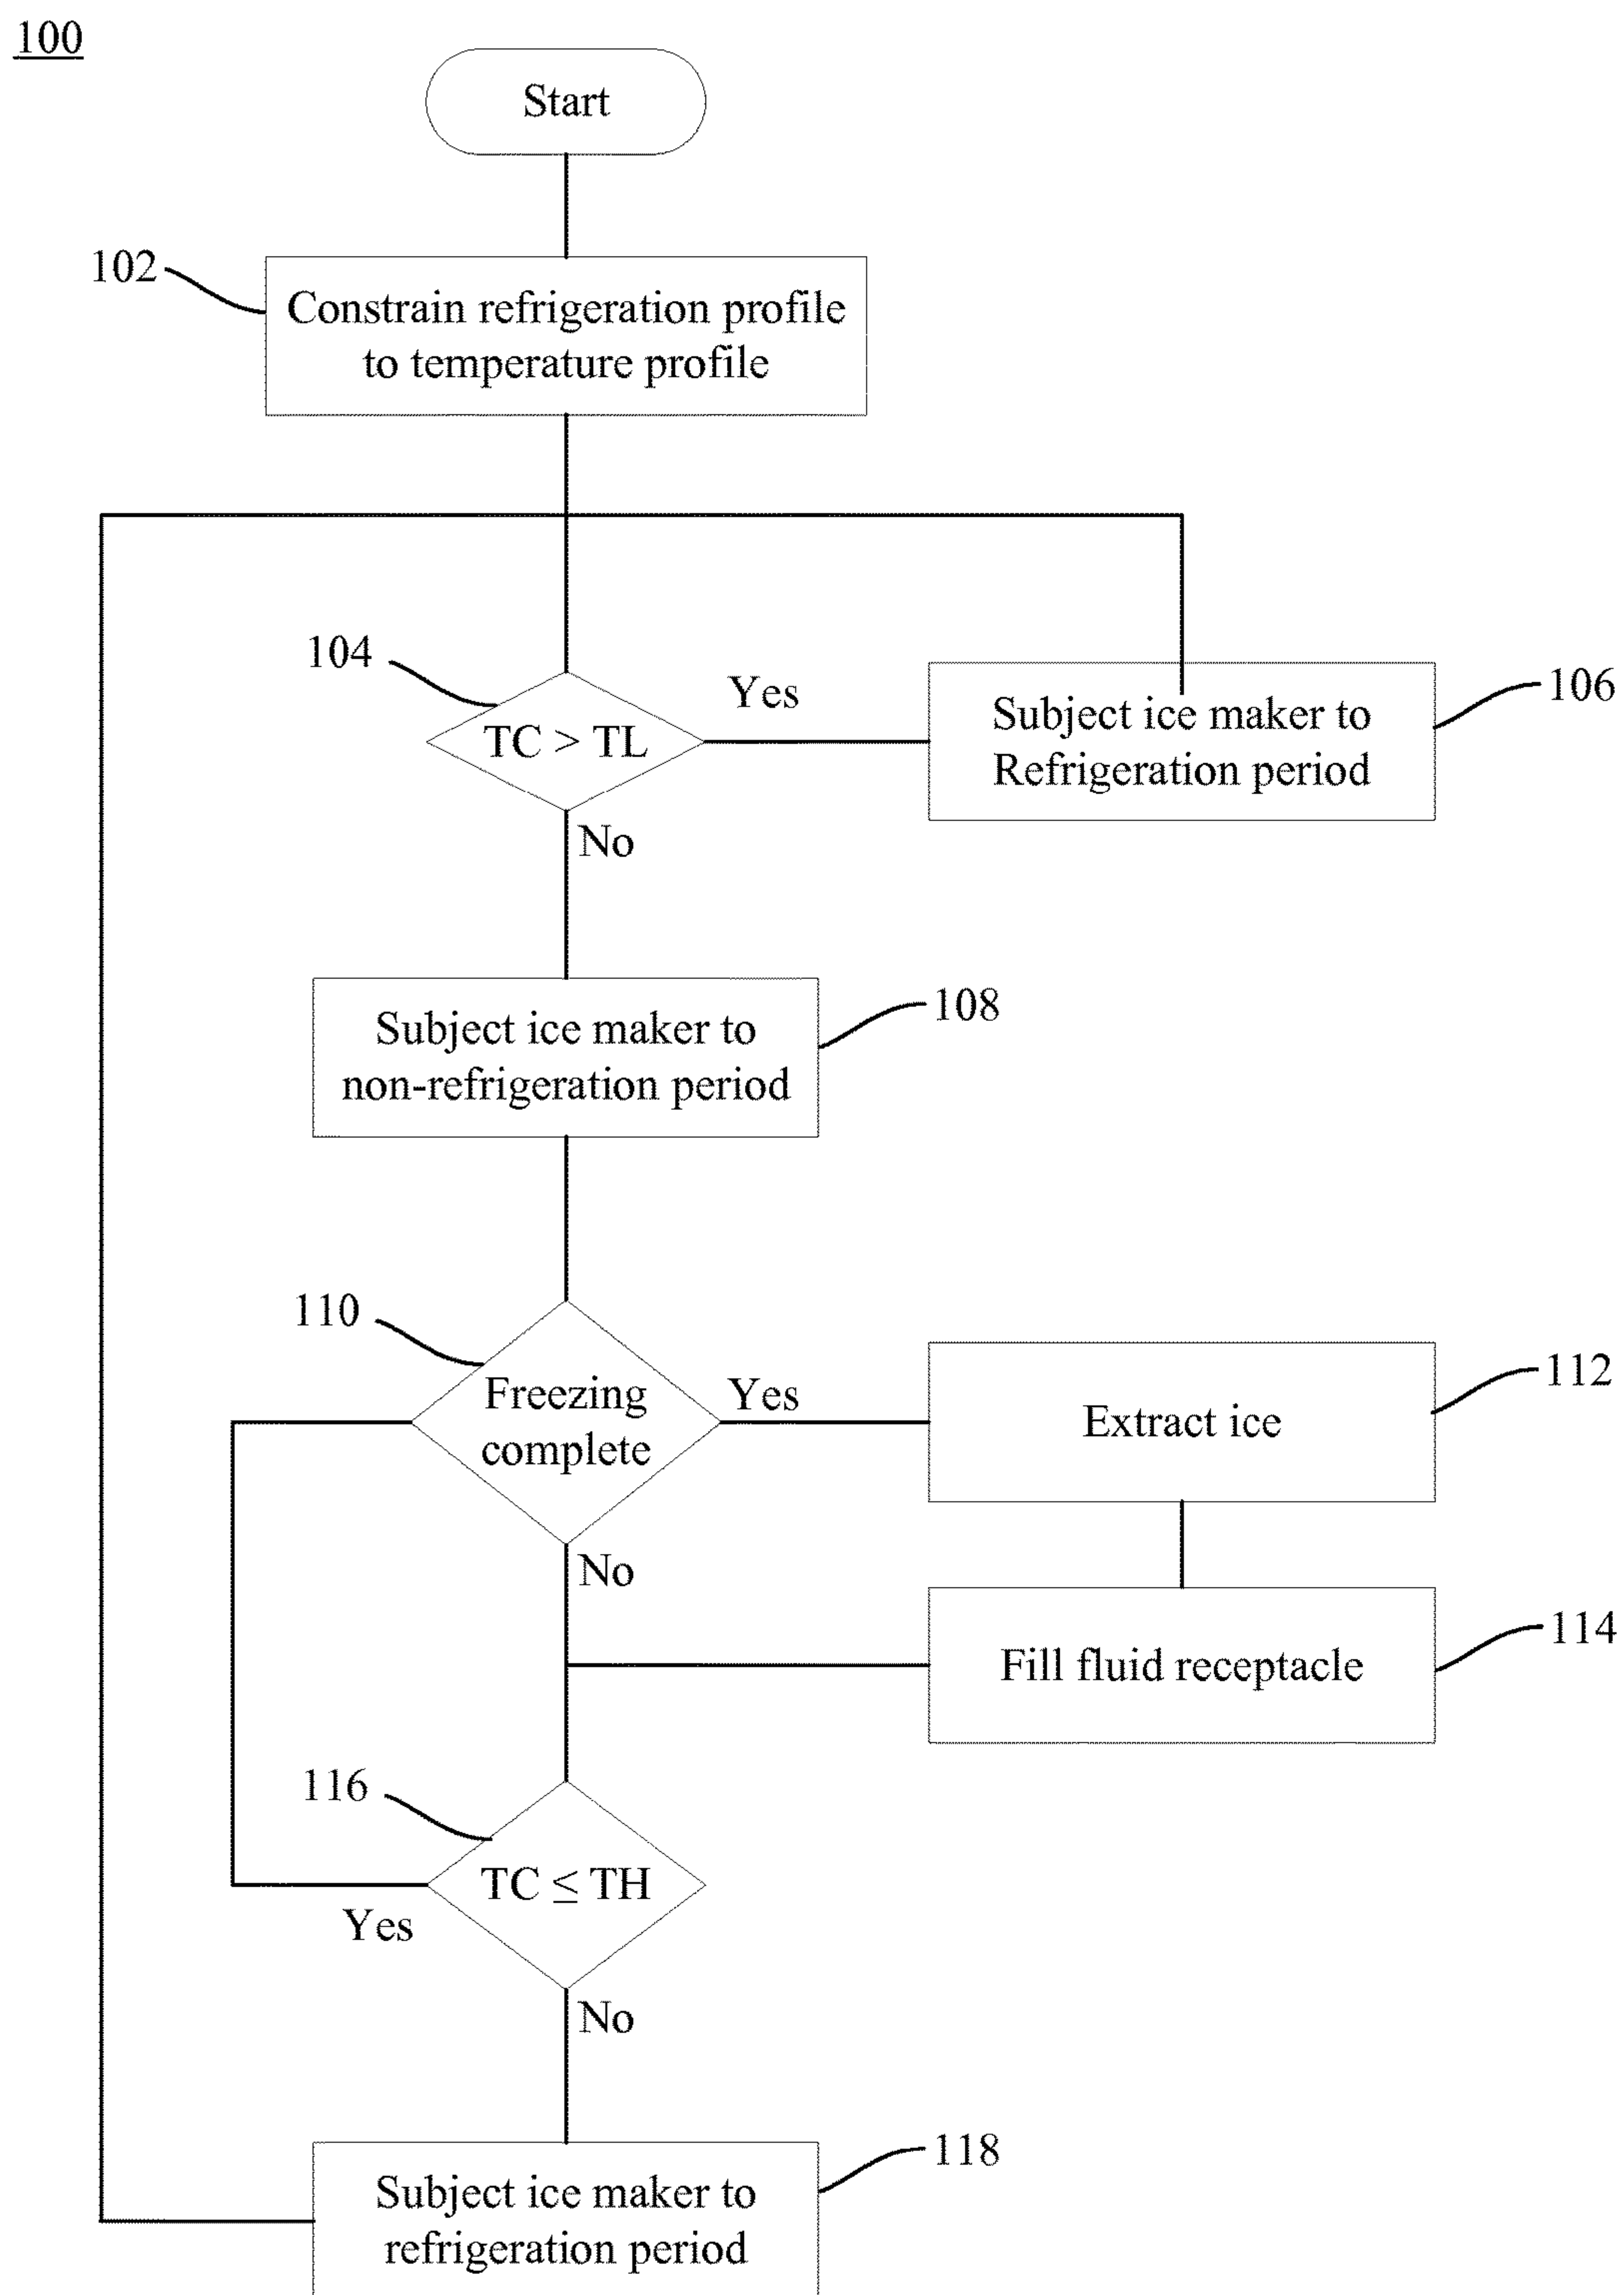 100
Start
102
Constrain refrigeration profile
to temperature profile
104
Yes
106
TC > TL
Subject ice maker to
Refrigeration period
No
108
Subject ice maker to
non-refrigeration period
110
Yes
112
Freezing
complete
Extract ice
No
114
Fill fluid receptacle
116
TC ≤ TH
Yes
No
118
Subject ice maker to
refrigeration period